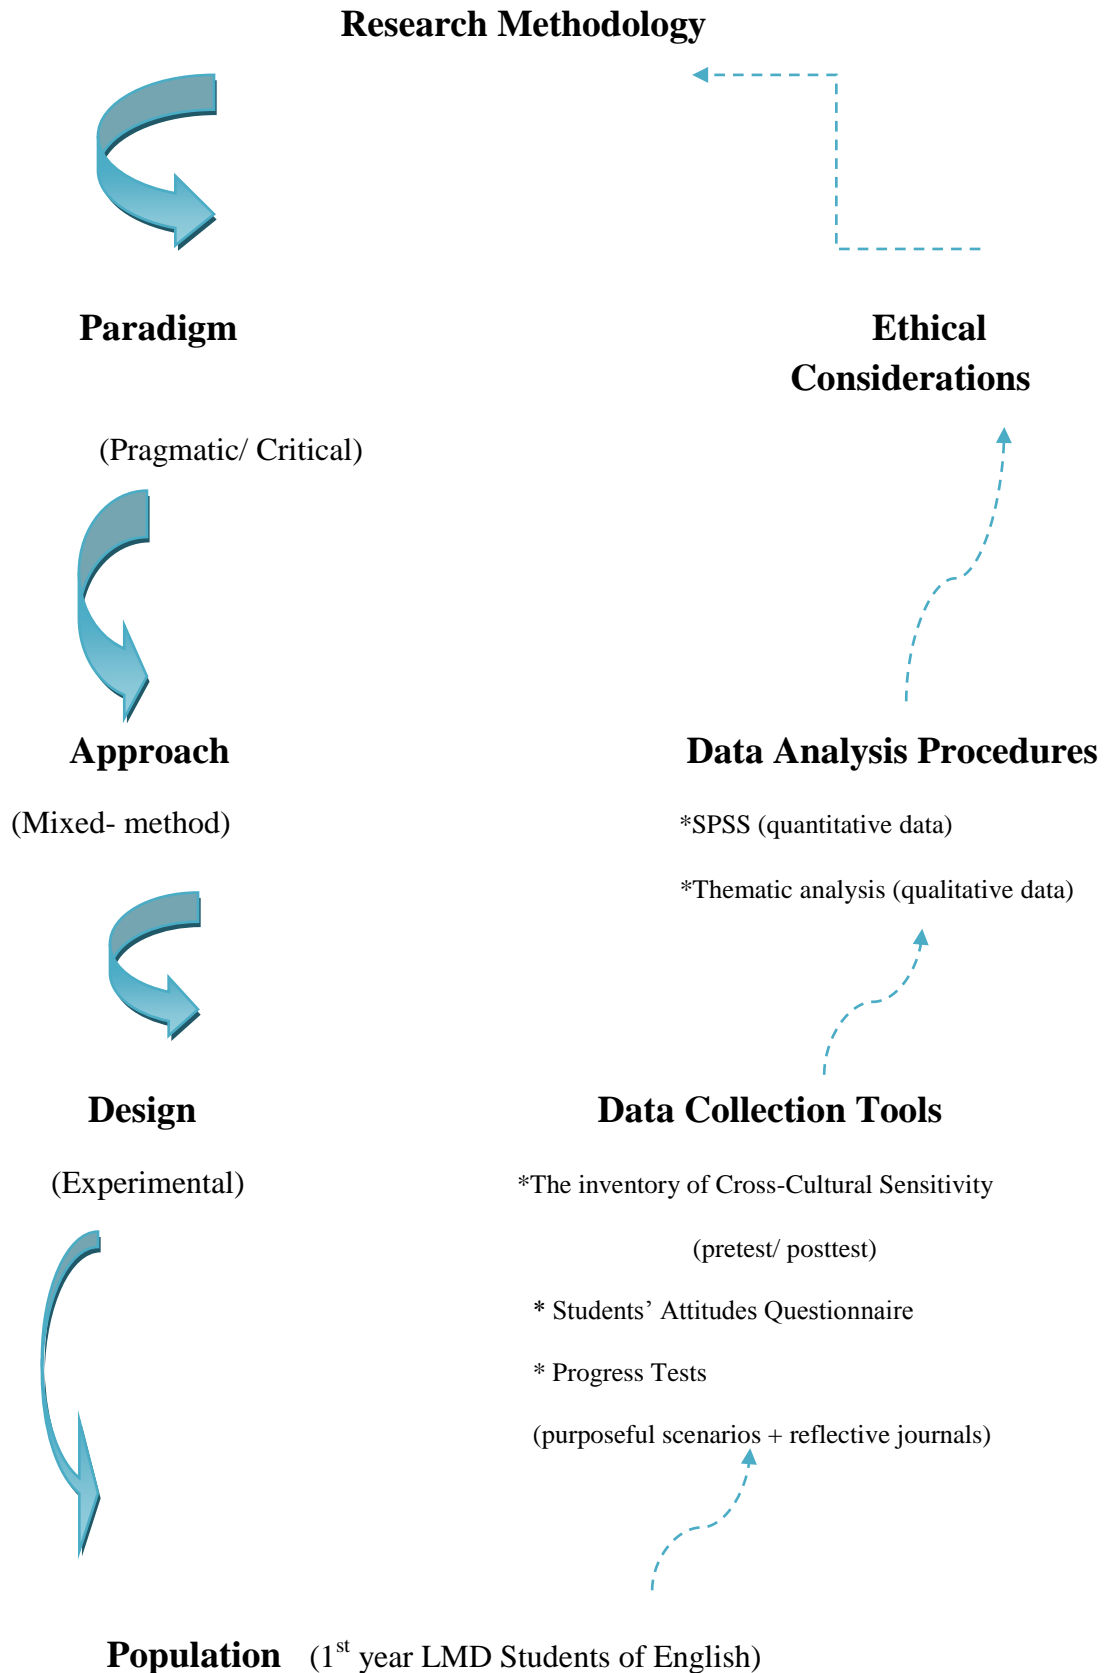 Research Methodology
Paradigm
(Pragmatic/ Critical)
Approach
(Mixed- method)
Design
(Experimental)
Population (1st year LMD Students of English)
Data Collection Tools
*The inventory of Cross-Cultural Sensitivity
(pretest/ posttest)
* Students’ Attitudes Questionnaire
* Progress Tests
(purposeful scenarios + reflective journals)
Data Analysis Procedures
*SPSS (quantitative data)
*Thematic analysis (qualitative data)
Ethical
Considerations